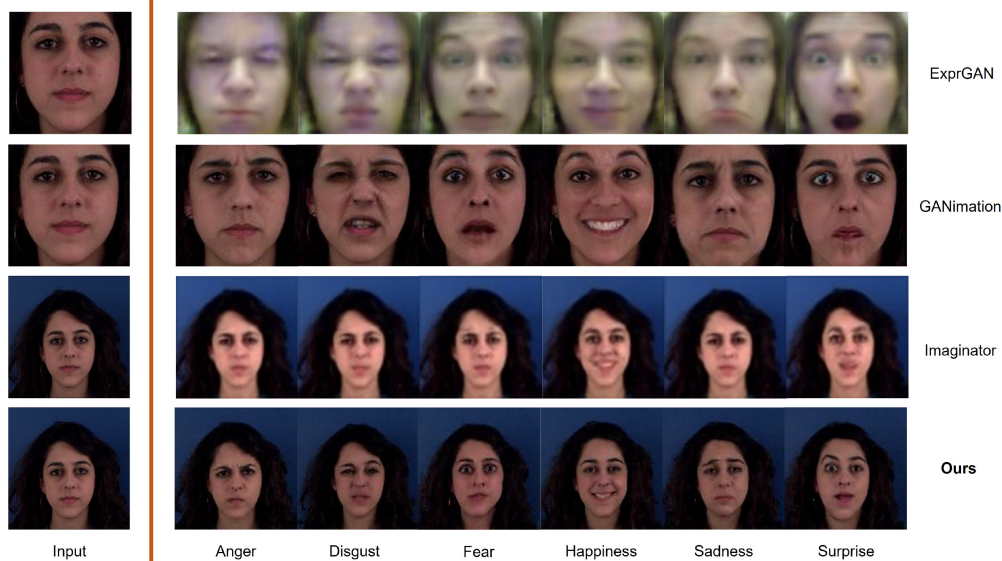 ExprGAN
GANimation
Imaginator
Ours
Input Anger Disgust Fear Happiness Sadness Surprise